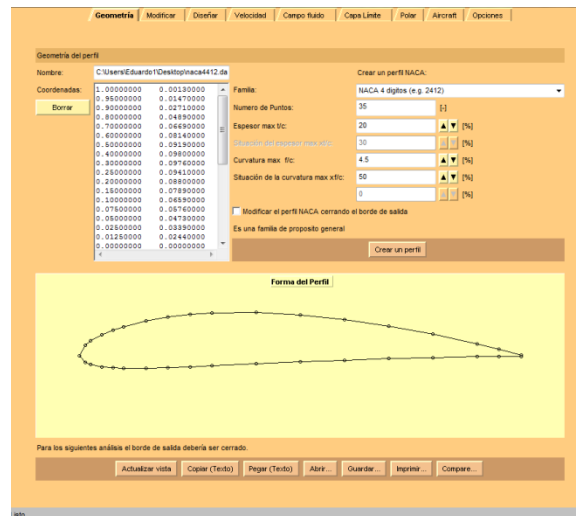 Geometría Modificar Diseñar Velocidad Campo fluido Capa Límite Polar Aircraft Opciones
Geometría del perfil
Nombre: C:\Users\Eduardo1\Desktop\naca4412.da
Crear un perfil NACA:
Coordenadas:
Borrar
1.00000000 0.00130000
0.95000000 0.01470000
0.90000000 0.02710000
0.80000000 0.04890000
0.70000000 0.06690000
0.60000000 0.08140000
0.50000000 0.09190000
0.40000000 0.09800000
0.30000000 0.09760000
0.25000000 0.09410000
0.20000000 0.08800000
0.15000000 0.07890000
0.10000000 0.06590000
0.07500000 0.05760000
0.05000000 0.04730000
0.02500000 0.03390000
0.01250000 0.02440000
0.00000000 0.00000000
Familia: NACA 4 digitos (e.g. 2412)
Numero de Puntos: 35 [-]
Espesor max t/c: 20 [%]
Situación del espesor max xd/c: 30 [%]
Curvatura max f/c: 4.5 [%]
Situación de la curvatura max xf/c: 50 [%]
0 [%]
Modificar el perfil NACA cerrando el borde de salida
Es una familia de proposito general
Crear un perfil
Forma del Perfil
Para los siguientes análisis el borde de salida debería ser cerrado.
Actualizar vista Copiar (Texto) Pegar (Texto) Abrir... Guardar... Imprimir... Compare...